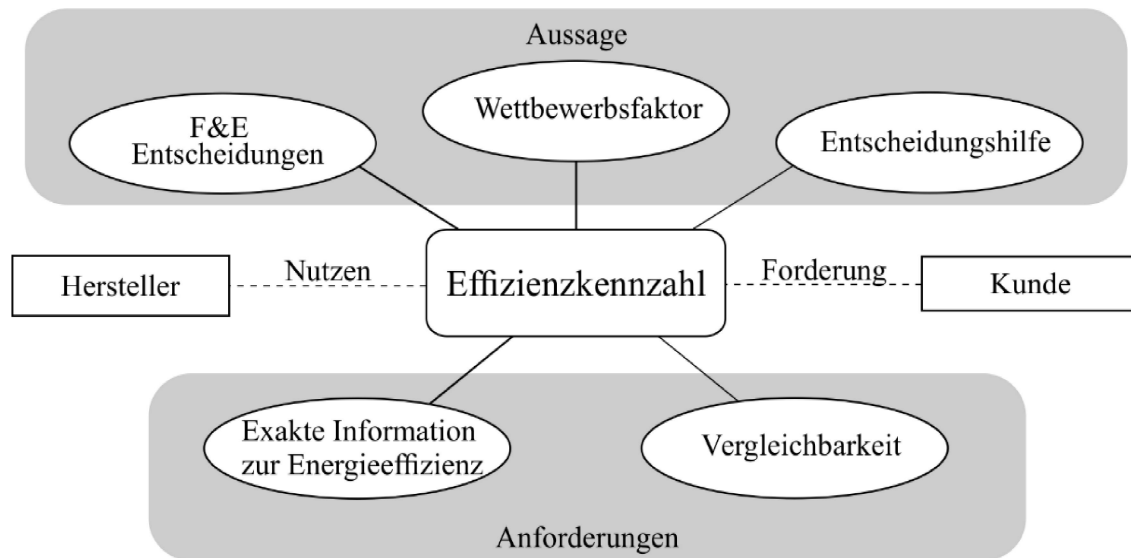 Aussage
Wettbewerbsfaktor
F&E
Entscheidungen
Entscheidungshilfe
Hersteller
Nutzen
Effizienzkennzahl
Forderung
Kunde
Exakte Information
zur Energieeffizienz
Vergleichbarkeit
Anforderungen